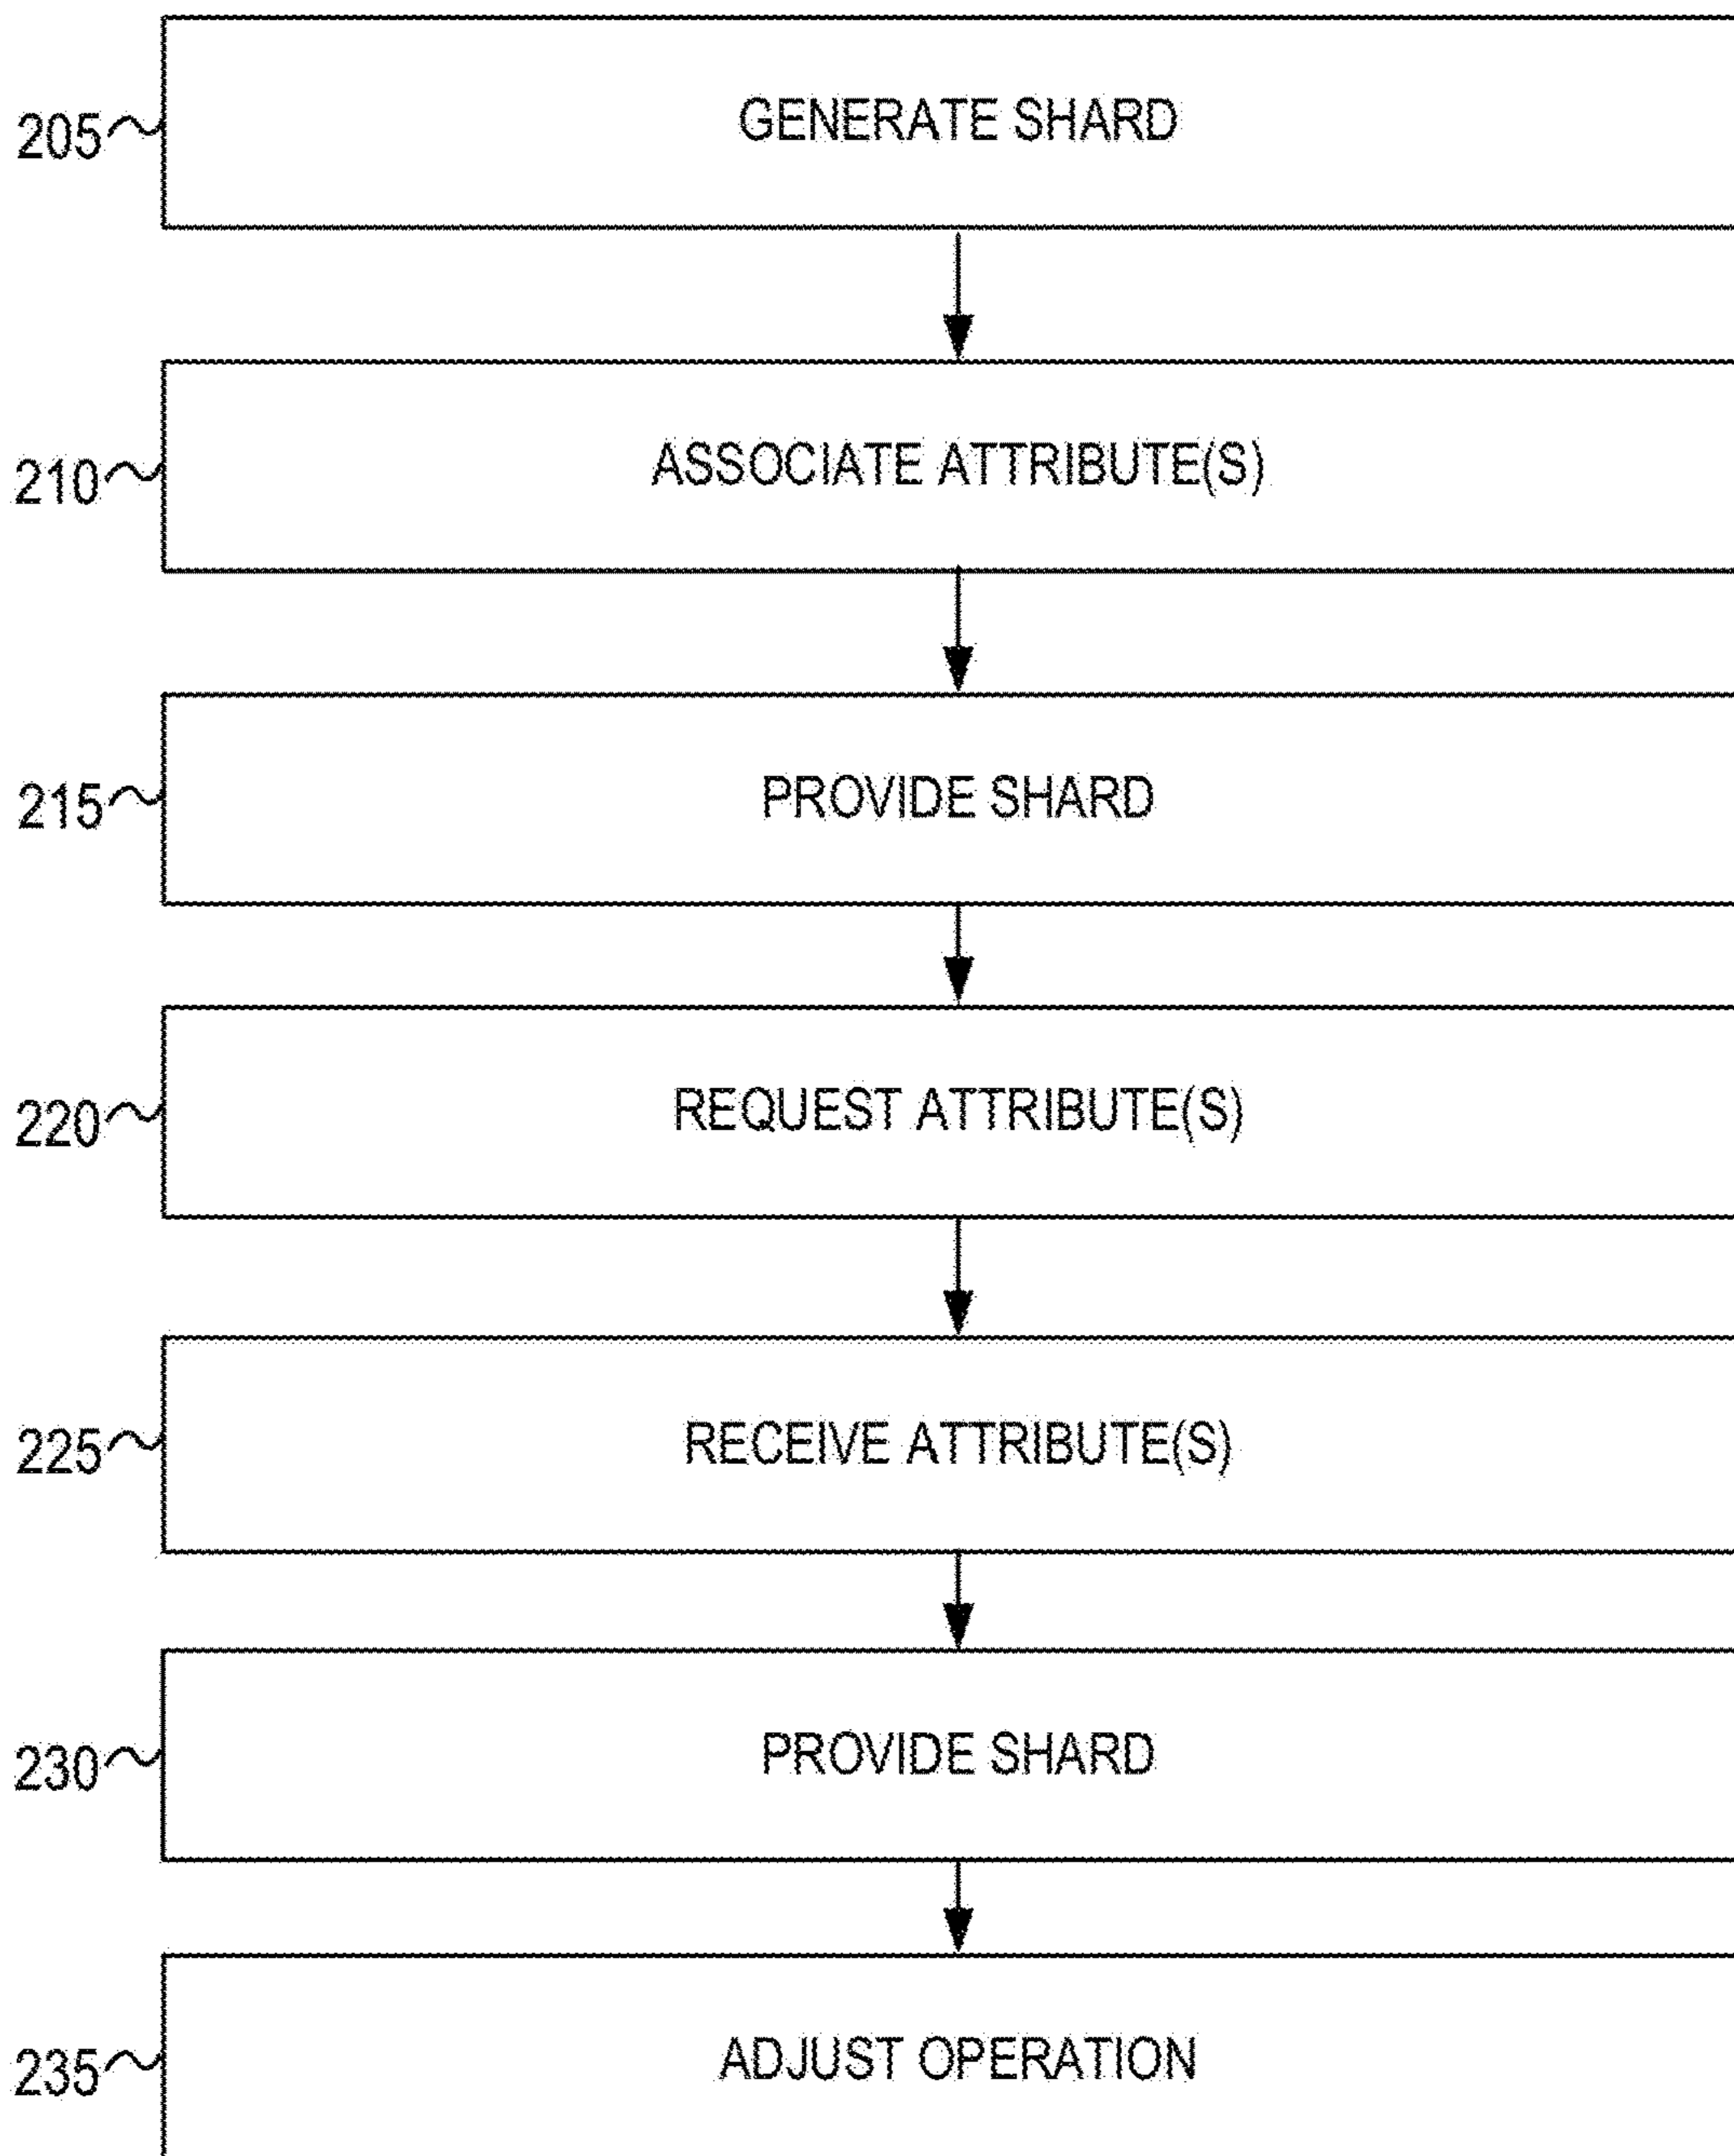 205 GENERATE SHARD
210 ASSOCIATE ATTRIBUTE(S)
215 PROVIDE SHARD
220 REQUEST ATTRIBUTE(S)
225 RECEIVE ATTRIBUTE(S)
230 PROVIDE SHARD
235 ADJUST OPERATION